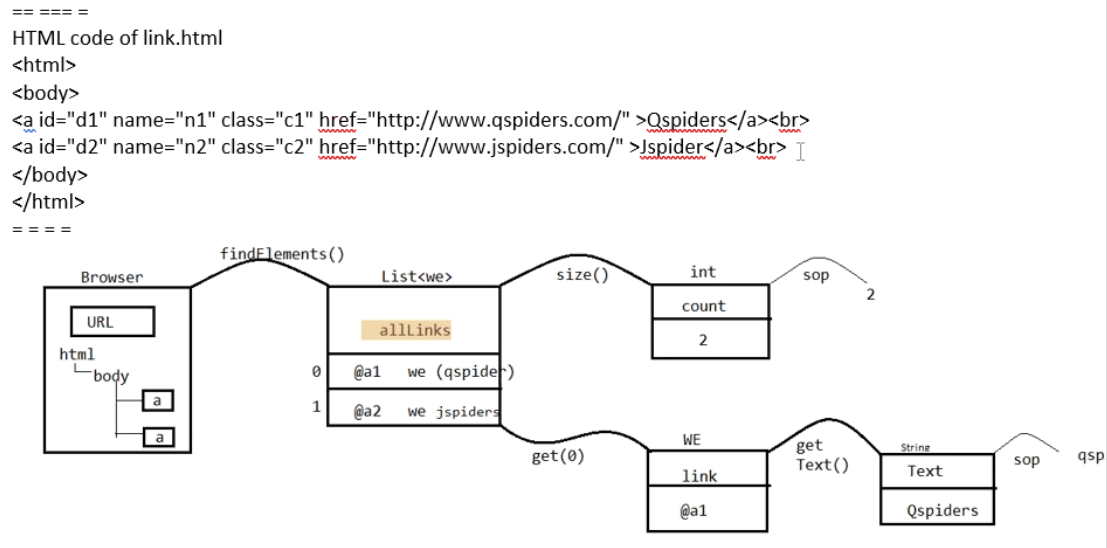 == === =
HTML code of link.html
<html>
<body>
<a id="d1" name="n1" class="c1" href="http://www.qspiders.com/" >Qspiders</a><br>
<a id="d2" name="n2" class="c2" href="http://www.jspiders.com/" >Jspider</a><br>
</body>
</html>
= = = =
findElements()
Browser
List<we>
size()
int
sop
2
URL
allLinks
count
2
html
body
a
a
0 @a1 we (qspider)
1 @a2 we jspiders
get(0)
WE
link
@a1
get
Text()
String
Text
Qspiders
sop
qsp